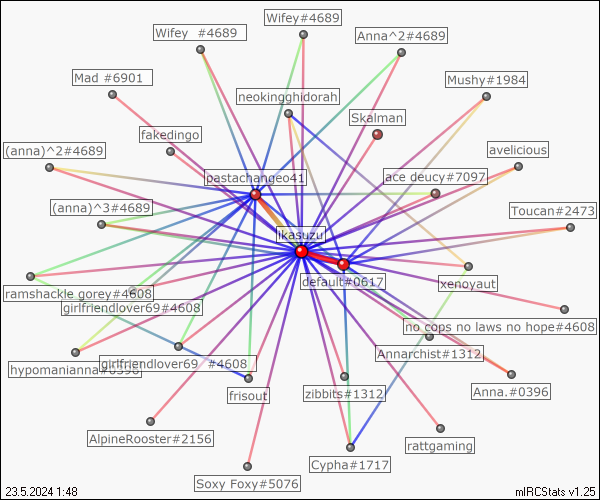 Wifey#4689
Wifey  #4689
Anna^2#4689
Mad #6901
Mushy#1984
neokingghidorah
Skalman
fakedingo
(anna)^2#4689
avelicious
pastachangeo41
ace deucy#7097
(anna)^3#4689
Toucan#2473
ikasuzu
default#0617
xenoyaut
ramshackle.gorey#4608
girlfriendlover69#4608
no cops no laws no hope#4608
Annarchist#1312
hypomanianna#0396
girlfriendlover69  #4608
frisout
zibbits#1312
Anna.#0396
AlpineRooster#2156
rattgaming
Cypha#1717
Soxy Foxy#5076
23.5.2024 1:48
mIRCStats v1.25